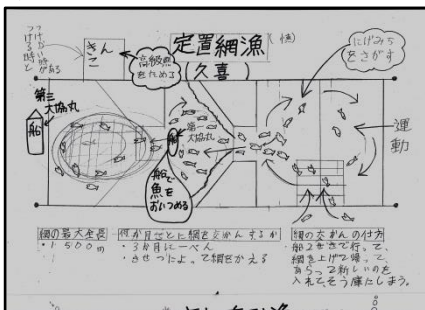 定置網漁
(久喜)
きん
こ
高級魚
をためる
にげみち
をさがす
第三
大協丸
船
第一
大協丸
船
運動
船で
魚を
おいつめる
網の最大全長
・1500m
何か月ごとに網を交かんするか
・3か月に一ぺん
・きせつによって網をかえる
網の交かんの仕方
・船2せきで行って、
網を上げて帰って、
あらって新しいのを
入れてそう庫にしまう。